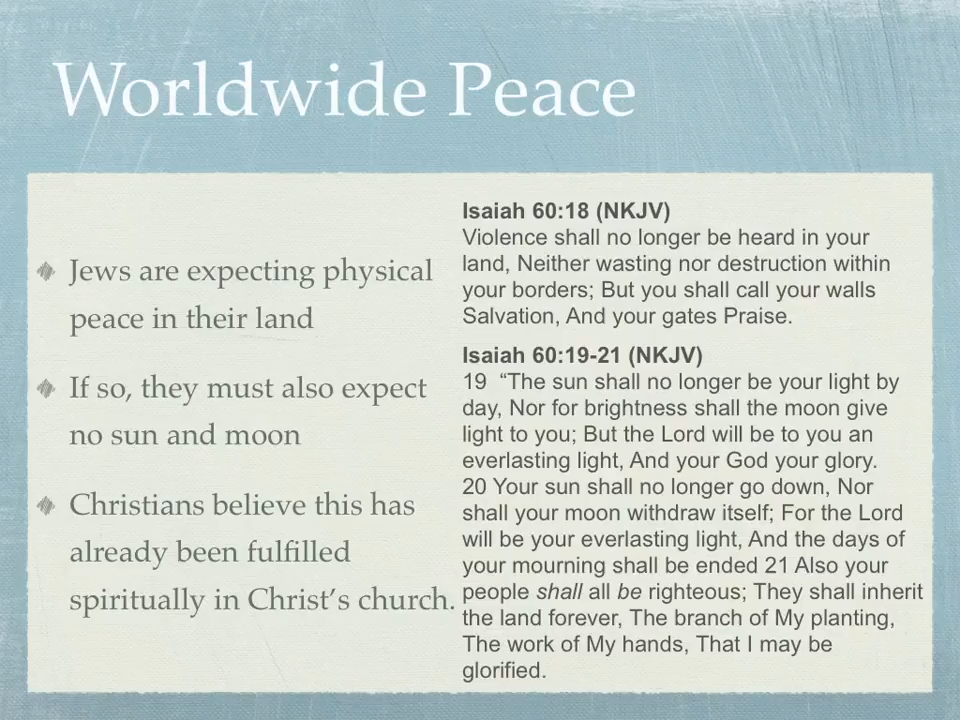 Worldwide Peace
Jews are expecting physical
peace in their land
If so, they must also expect
no sun and moon
Christians believe this has
already been fulfilled
spiritually in Christ's church.
Isaiah 60:18 (NKJV)
Violence shall no longer be heard in your
land, Neither wasting nor destruction within
your borders; But you shall call your walls
Salvation, And your gates Praise.
Isaiah 60:19-21 (NKJV)
19 “The sun shall no longer be your light by
day, Nor for brightness shall the moon give
light to you; But the Lord will be to you an
everlasting light, And your God your glory.
20 Your sun shall no longer go down, Nor
shall your moon withdraw itself; For the Lord
will be your everlasting light, And the days of
your mourning shall be ended 21 Also your
people shall all be righteous; They shall inherit
the land forever, The branch of My planting,
The work of My hands, That I may be
glorified.